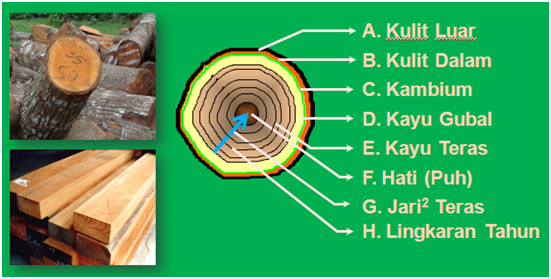 A. Kulit Luar
B. Kulit Dalam
C. Kambium
D. Kayu Gubal
E. Kayu Teras
F. Hati (Puh)
G. Jari² Teras
H. Lingkaran Tahun